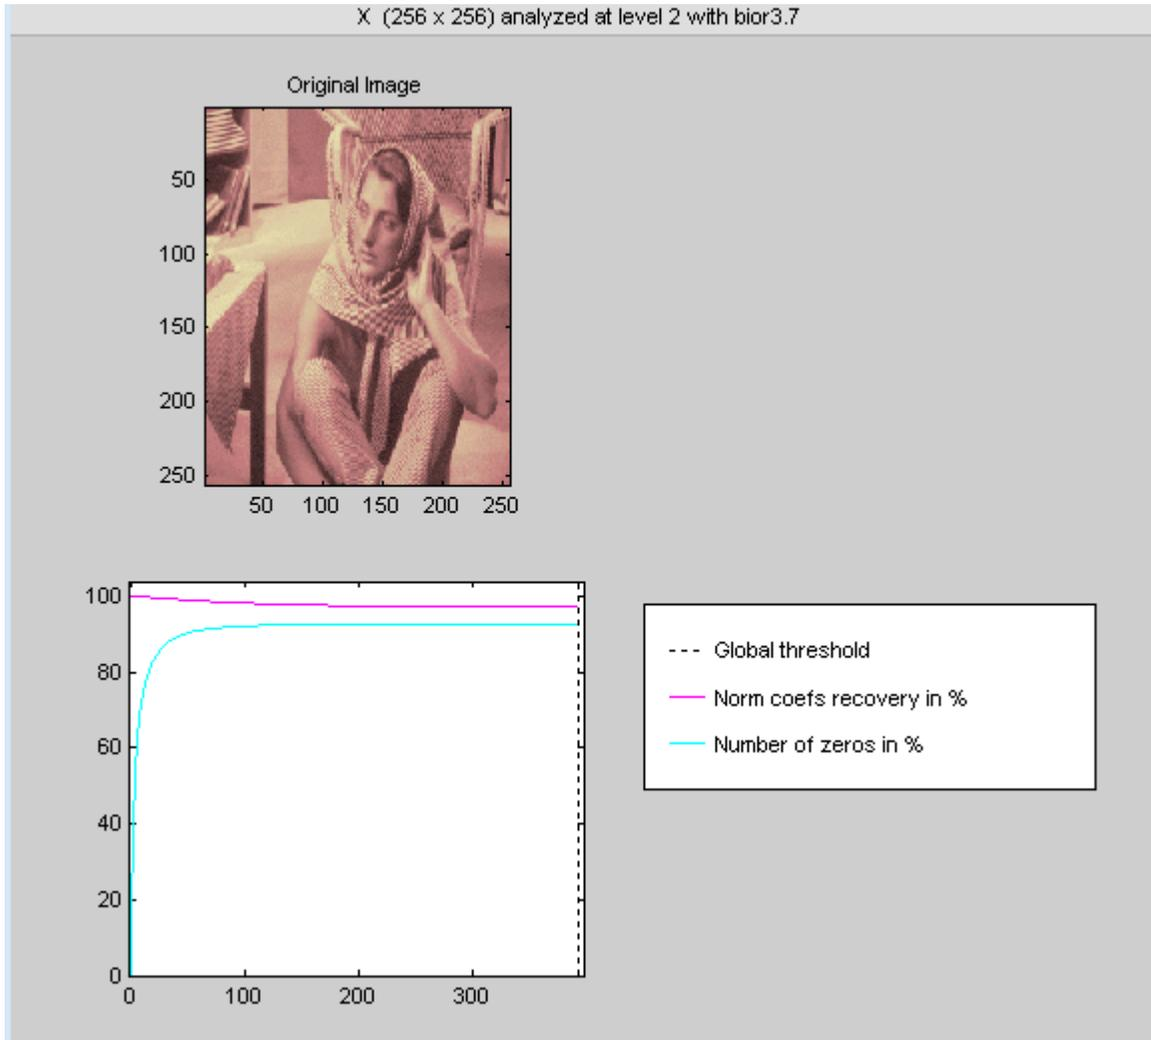 X (256 x 256) analyzed at level 2 with bior3.7
Original Image
50
100
150
200
250
50 100 150 200 250
100
80
60
40
20
0
0 100 200 300
Global threshold
Norm coefs recovery in %
Number of zeros in %